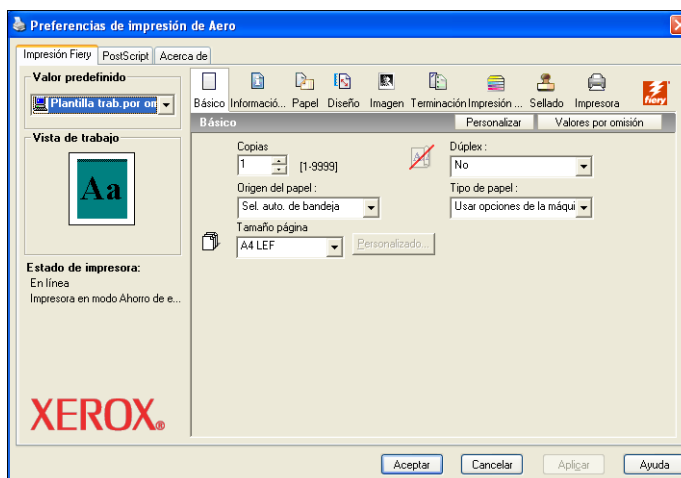 Preferencias de impresión de Aero
Impresión Fiery
PostScript
Acerca de
Valor predefinido
Plantilla trab.por
Vista de trabajo
Aa
Estado de impresora:
En línea
Impresora en modo Ahorro de e...
XEROX®
Básico
Informació...
Papel
Diseño
Imagen
Terminación
Impresión ...
Sellado
Impresora
fiery
Básico
Personalizar
Valores por omisión
Copias
1
[1-9999]
Origen del papel :
Sel. auto. de bandeja
Tamaño página
A4 LEF
Personalizado...
Dúplex :
No
Tipo de papel :
Usar opciones de la máqui
Aceptar
Cancelar
Aplicar
Ayuda